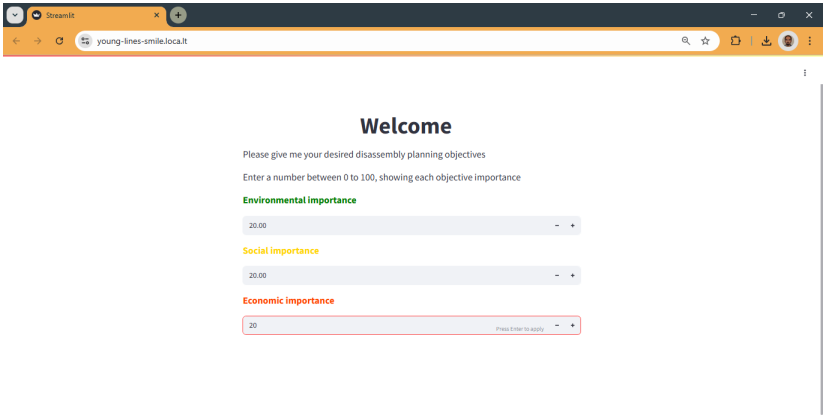 Streamlit
young-lines-smile.loca.lt
Welcome
Please give me your desired disassembly planning objectives
Enter a number between 0 to 100, showing each objective importance
Environmental importance
20.00
Social importance
20.00
Economic importance
20
Press Enter to apply